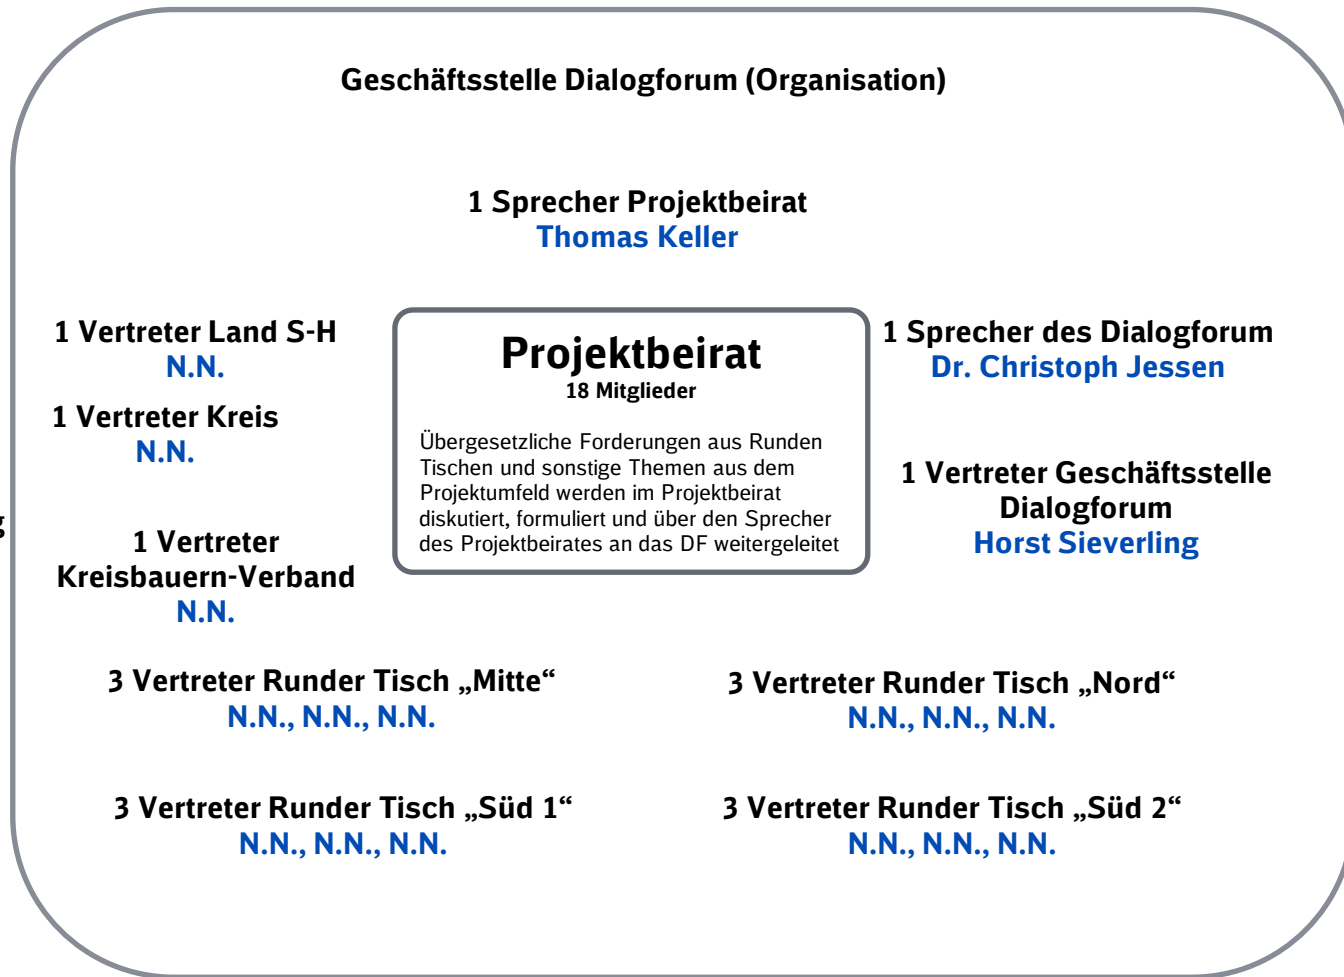 Geschäftsstelle Dialogforum (Organisation)
1 Sprecher Projektbeirat
Thomas Keller
1 Vertreter Land S-H
N.N.
1 Vertreter Kreis
N.N.
g
1 Vertreter
Kreisbauern-Verband
N.N.
Projektbeirat
18 Mitglieder
Übergesetzliche Forderungen aus Runden
Tischen und sonstige Themen aus dem
Projektumfeld werden im Projektbeirat
diskutiert, formuliert und über den Sprecher
des Projektbeirates an das DF weitergeleitet
1 Sprecher des Dialogforum
Dr. Christoph Jessen
1 Vertreter Geschäftsstelle
Dialogforum
Horst Sieverling
3 Vertreter Runder Tisch „Mitte“
N.N., N.N., N.N.
3 Vertreter Runder Tisch „Nord“
N.N., N.N., N.N.
3 Vertreter Runder Tisch „Süd 1“
N.N., N.N., N.N.
3 Vertreter Runder Tisch „Süd 2“
N.N., N.N., N.N.